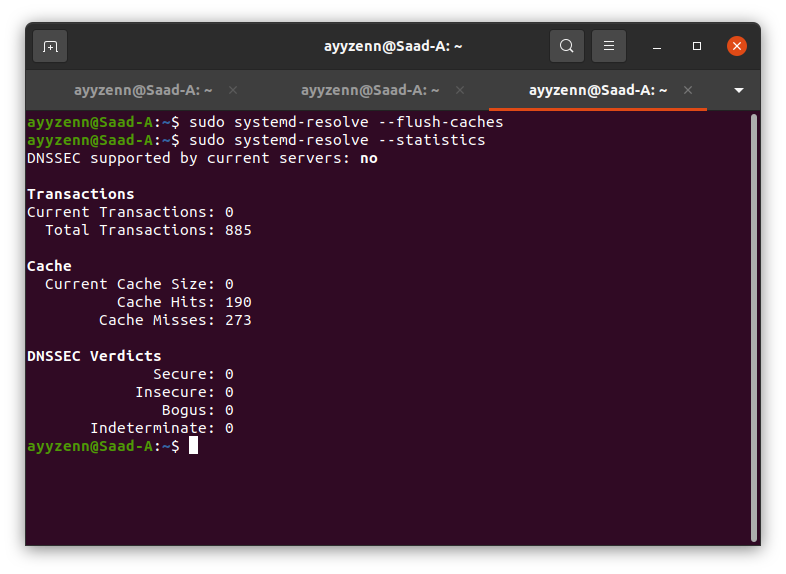 ayyzenn@Saad-A: ~
ayyzenn@Saad-A: ~ ayyzenn@Saad-A: ~ ayyzenn@Saad-A: ~
ayyzenn@Saad-A:~$ sudo systemd-resolve --flush-caches
ayyzenn@Saad-A:~$ sudo systemd-resolve --statistics
DNSSEC supported by current servers: no
Transactions
Current Transactions: 0
Total Transactions: 885
Cache
Current Cache Size: 0
Cache Hits: 190
Cache Misses: 273
DNSSEC Verdicts
Secure: 0
Insecure: 0
Bogus: 0
Indeterminate: 0
ayyzenn@Saad-A:~$